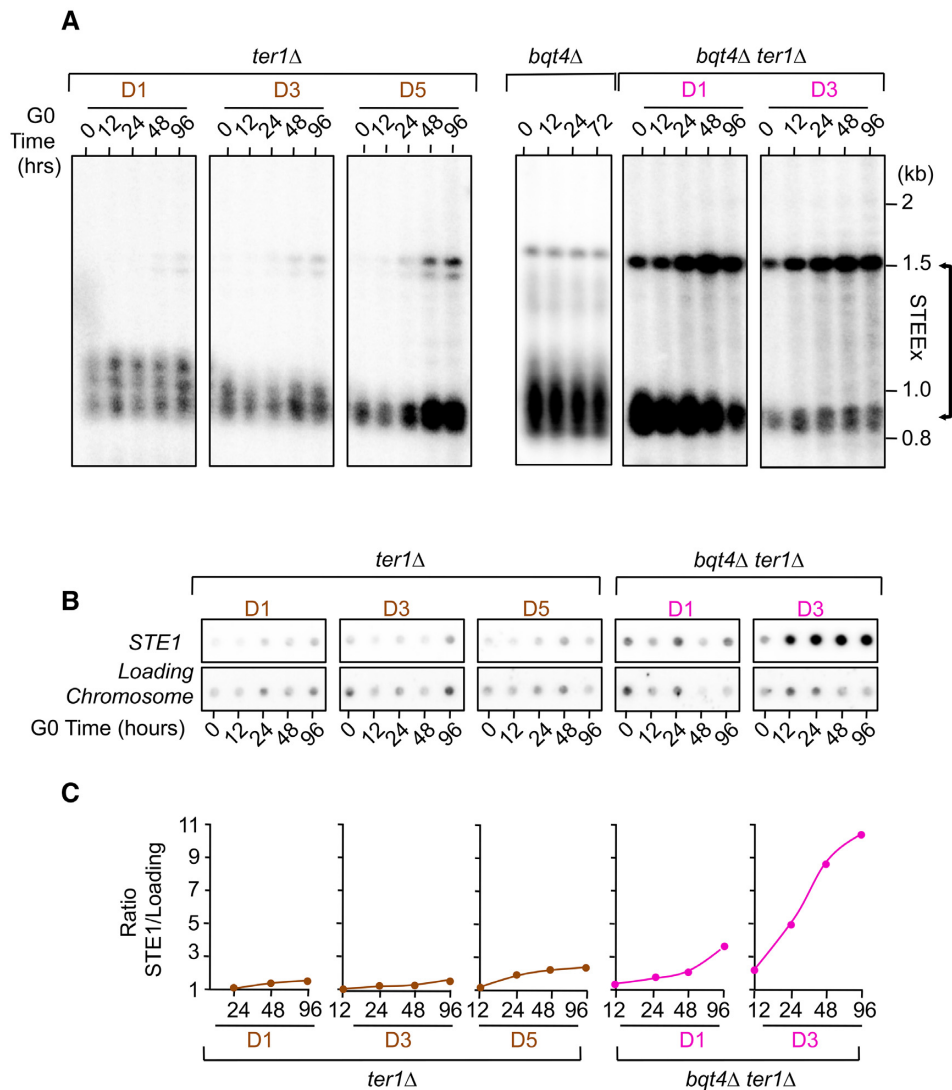 A
ter1Δ bqt4Δ bqt4Δ ter1Δ
D1 D3 D5 D1 D3
G0 Time (hrs) 0 12 24 48 96 0 12 24 48 96 0 12 24 48 96 0 12 24 72 0 12 24 48 96 0 12 24 48 96
(kb)
2
1.5
STEEx
1.0
0.8
ter1Δ bqt4Δ ter1Δ
B
D1 D3 D5 D1 D3
STE1
Loading
Chromosome
G0 Time (hours) 0 12 24 48 96 0 12 24 48 96 0 12 24 48 96 0 12 24 48 96 0 12 24 48 96
C
Ratio
STE1/Loading
11
9
7
5
3
1
24 48 96 12 24 48 96 12 24 48 96 12 24 48 96 12 24 48 96
D1 D3 D5 D1 D3
ter1Δ bqt4Δ ter1Δ